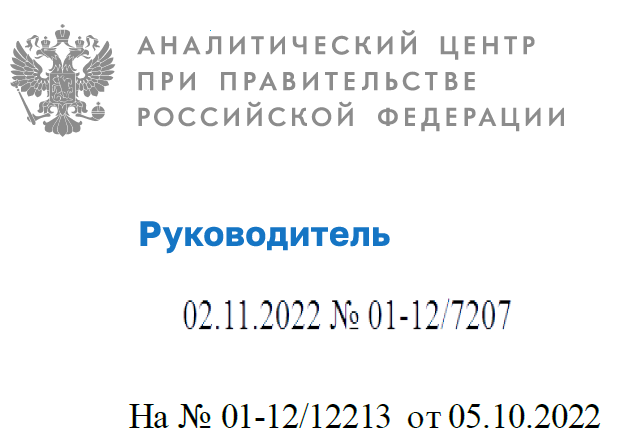 АНАЛИТИЧЕСКИЙ ЦЕНТР
ПРИ ПРАВИТЕЛЬСТВЕ
РОССИЙСКОЙ ФЕДЕРАЦИИ
Руководитель
02.11.2022 № 01-12/7207
На № 01-12/12213 от 05.10.2022